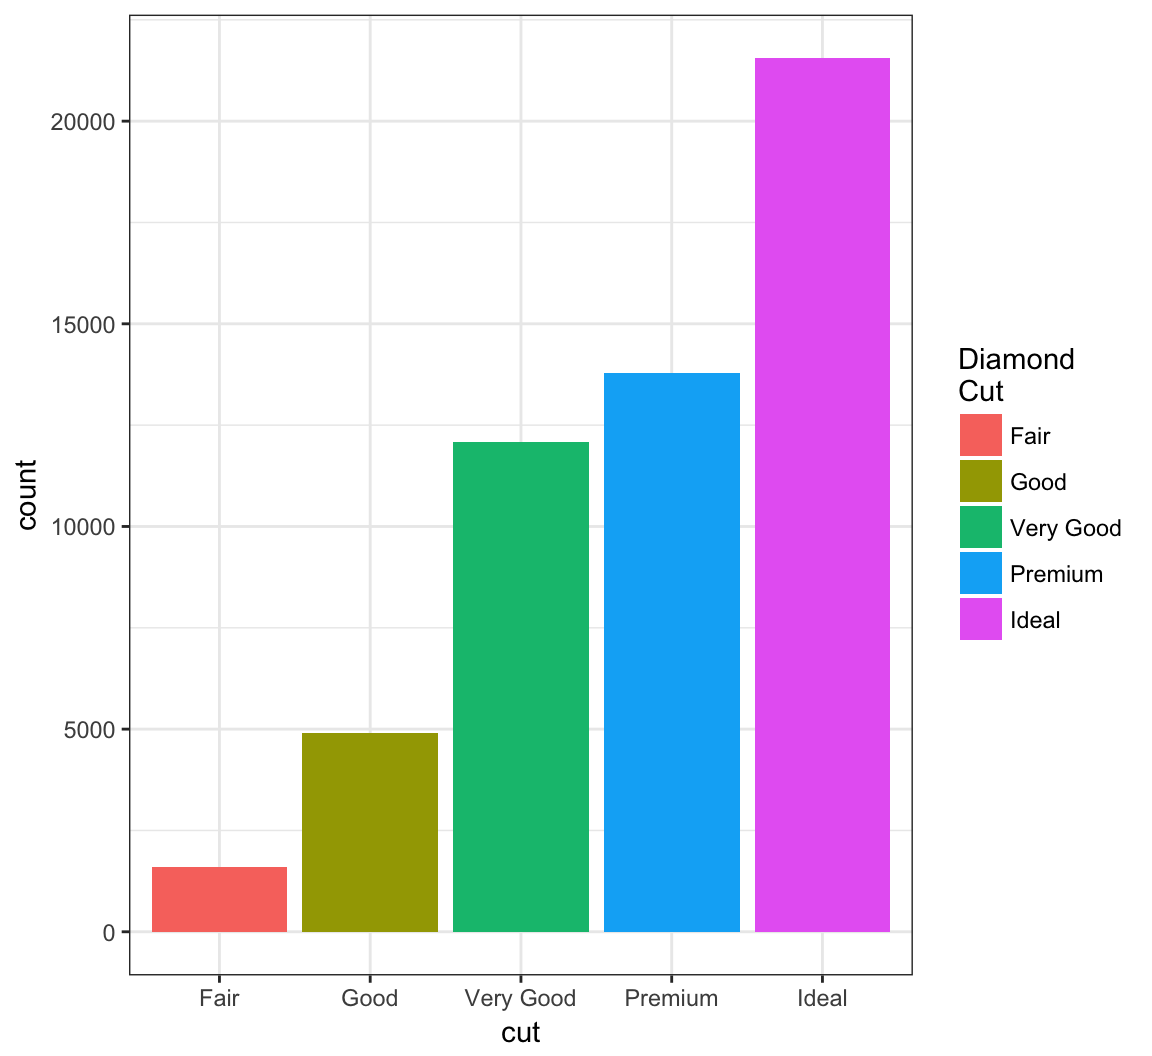 20000
15000
10000
5000
0
count
Fair
Good
Very Good
Premium
Ideal
cut
Diamond
Cut
Fair
Good
Very Good
Premium
Ideal